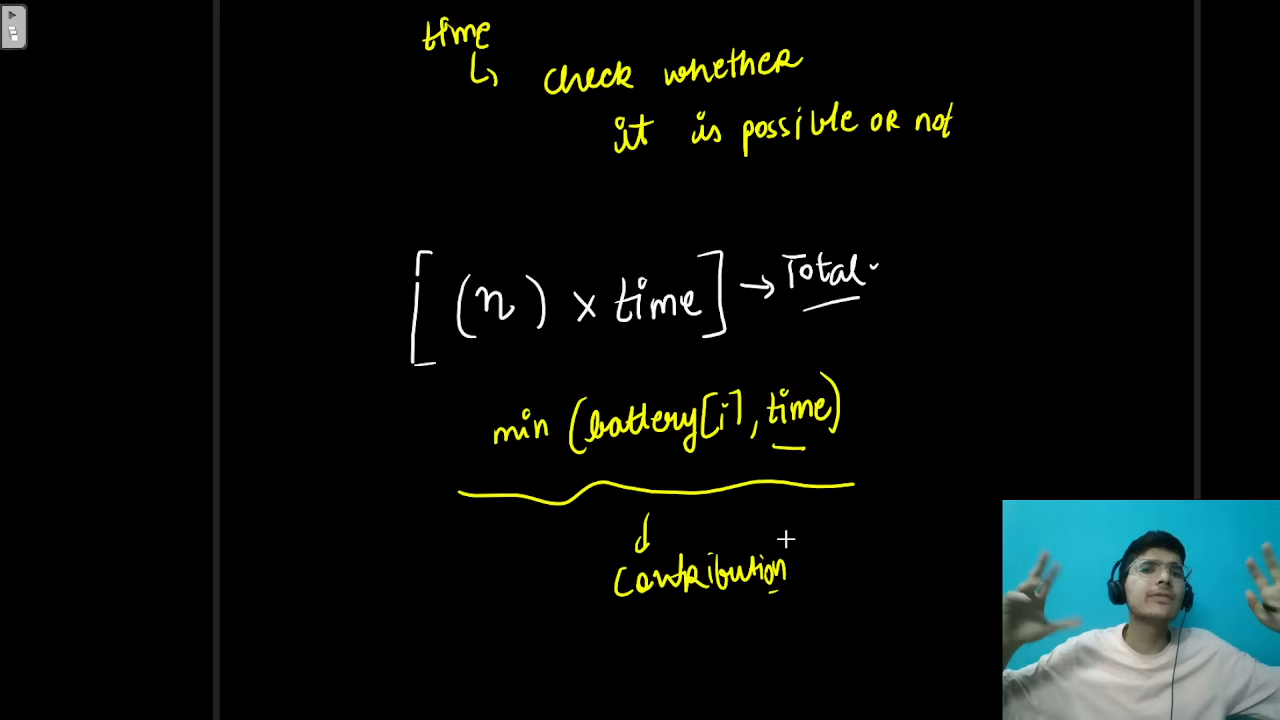 time
↳ check whether
it is possible or not
[(n) × time] → Total
min (battery[i], time)
↓
Contribution